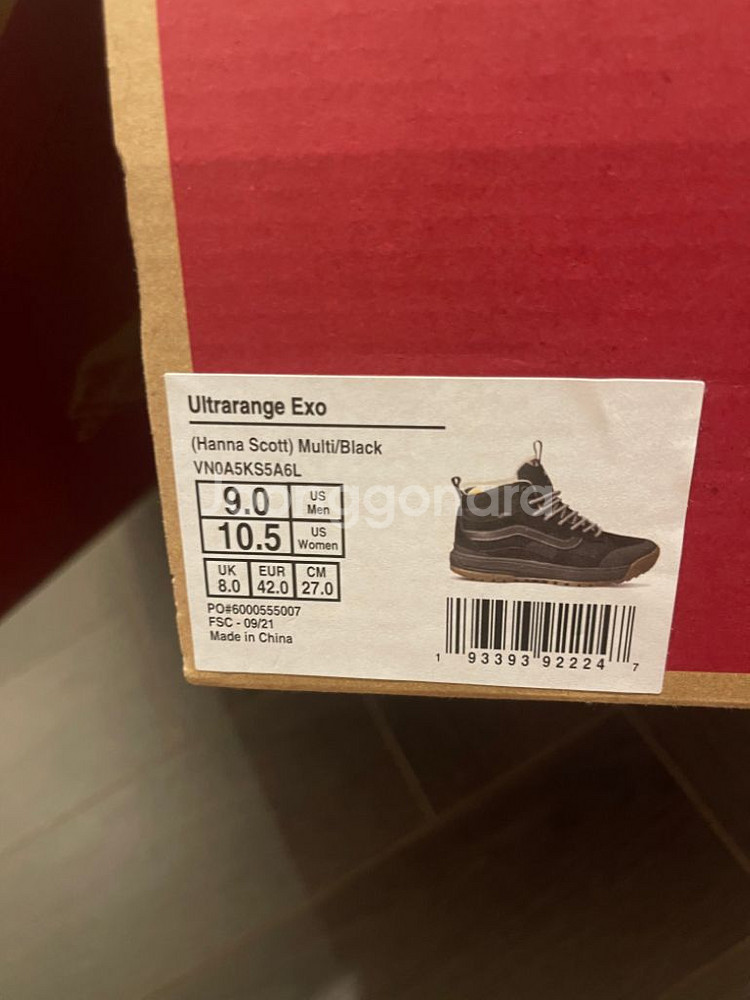 Ultrarange Exo
(Hanna Scott) Multi/Black
VN0A5KS5A6L
9.0 US Men
10.5 US Women
UK EUR CM
8.0 42.0 27.0
PO#6000555007
FSC - 09/21
Made in China
1 93393 92224 7
joonggonara